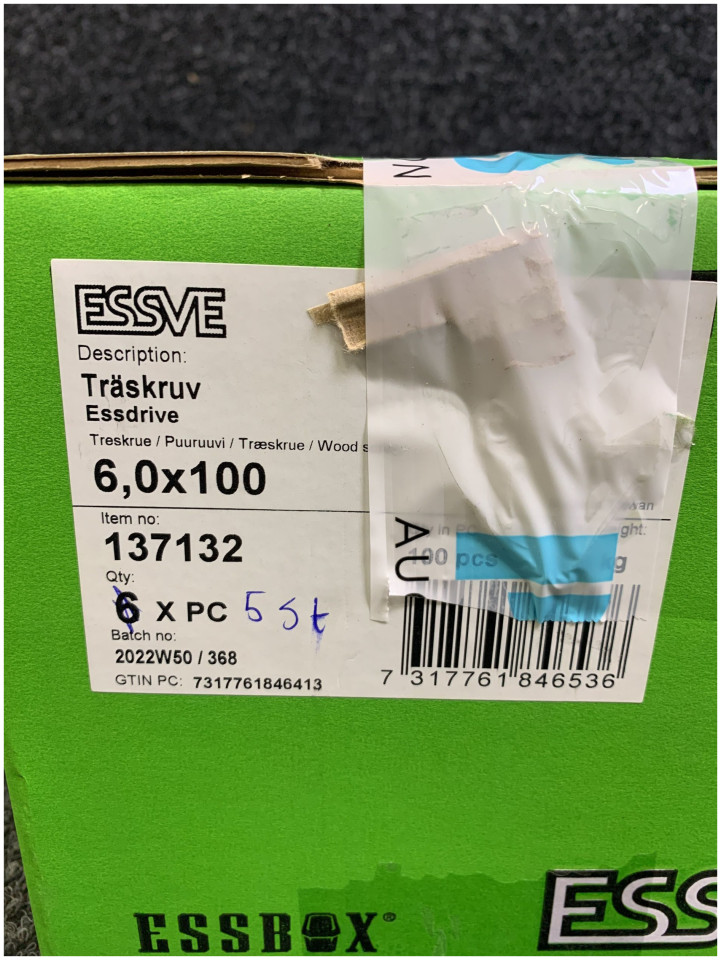 ESSVE
Description:
Träskruv
Essdrive
Treskrue / Puuruuvi / Træskrue / Wood
6,0x100
Item no:
137132
Qty:
6 X PC 5 St
Batch no:
2022W50 / 368
GTIN PC: 7317761846413
in
100 pcs
AU
7 317761 846536
ESSBOX®
ESS